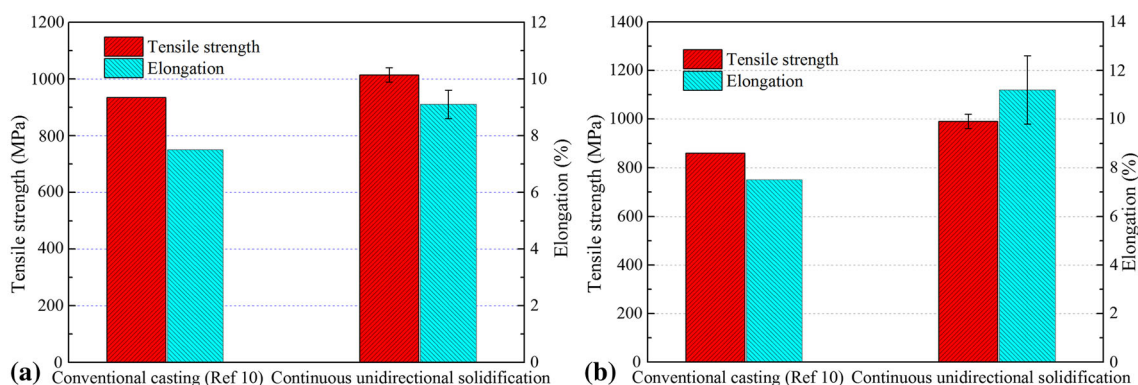 1200
1000
800
600
400
200
0
Tensile strength (MPa)
Tensile strength
Elongation
12
10
8
6
4
2
0
Elongation (%)
(a)
Conventional casting (Ref 10) Continuous unidirectional solidification
1400
1200
1000
800
600
400
200
0
Tensile strength (MPa)
Tensile strength
Elongation
14
12
10
8
6
4
2
0
Elongation (%)
(b)
Conventional casting (Ref 10) Continuous unidirectional solidification